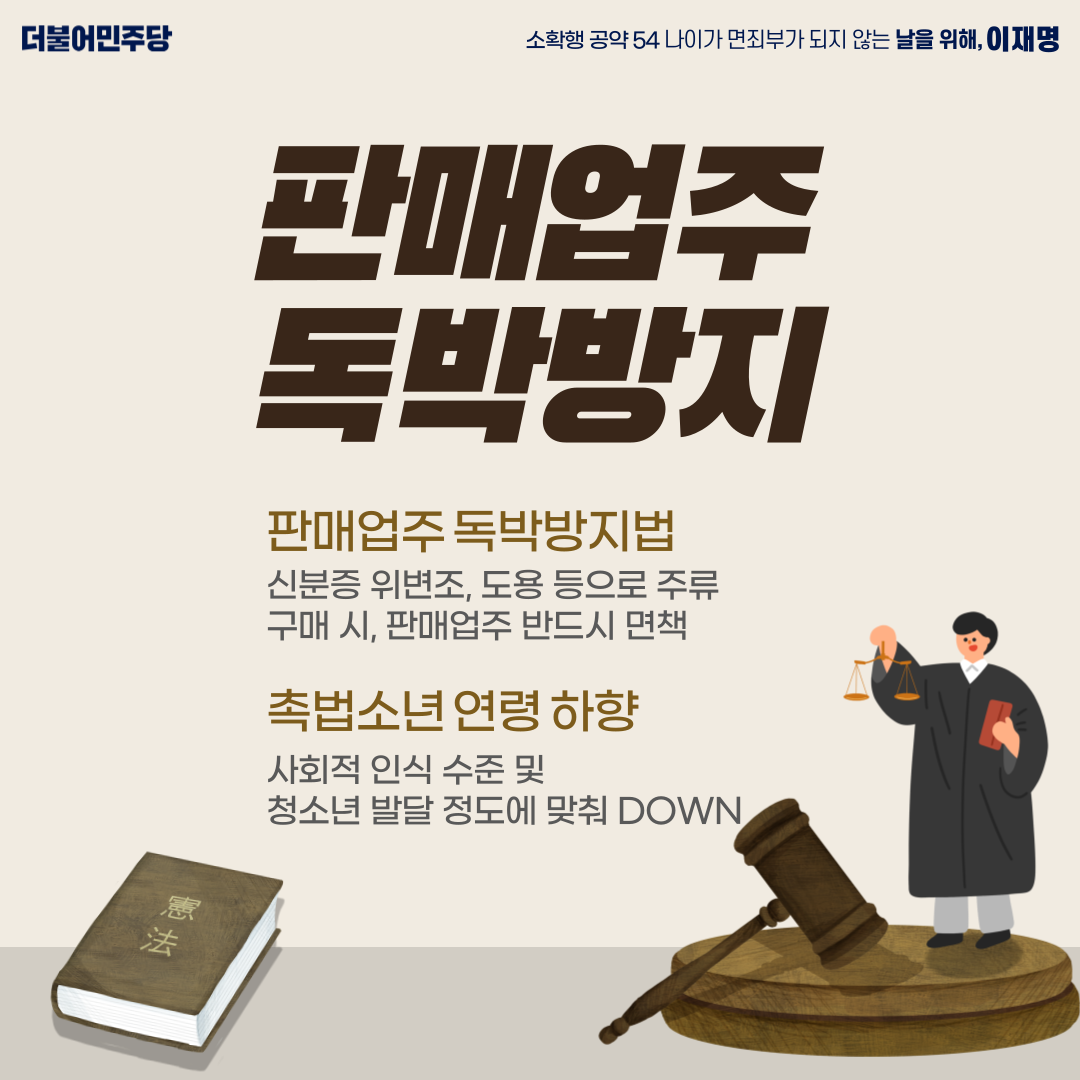 더불어민주당
소확행 공약 54 나이가 면죄부가 되지 않는 날을 위해, 이재명
판매업주
독박방지
판매업주 독박방지법
신분증 위변조, 도용 등으로 주류
구매 시, 판매업주 반드시 면책
촉법소년 연령 하향
사회적 인식 수준 및
청소년 발달 정도에 맞춰 DOWN
憲
法